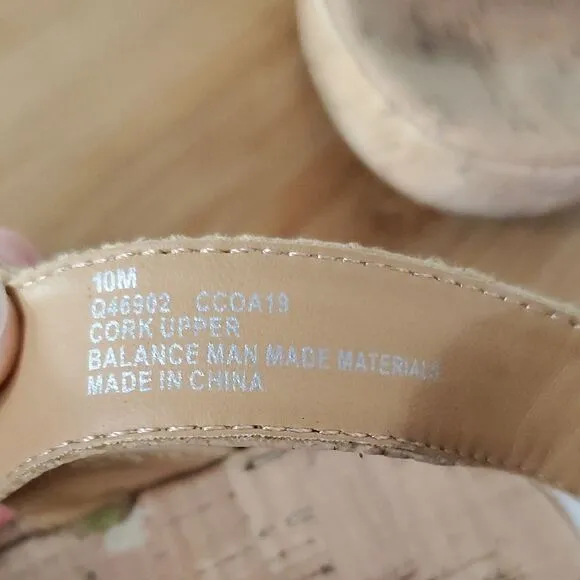 10M
Q46902 CCOA19
CORK UPPER
BALANCE MAN MADE MATERIALS
MADE IN CHINA